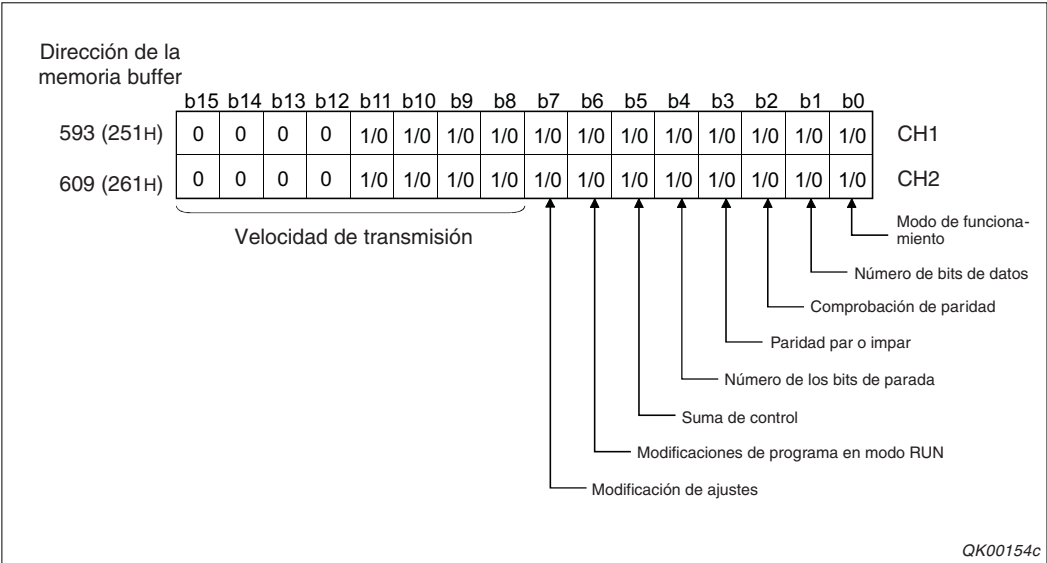 Dirección de la
memoria buffer
b15 b14 b13 b12 b11 b10 b9 b8 b7 b6 b5 b4 b3 b2 b1 b0
593 (251H) 0 0 0 0 1/0 1/0 1/0 1/0 1/0 1/0 1/0 1/0 1/0 1/0 1/0 1/0 CH1
609 (261H) 0 0 0 0 1/0 1/0 1/0 1/0 1/0 1/0 1/0 1/0 1/0 1/0 1/0 1/0 CH2
Velocidad de transmisión
Modo de funciona-
miento
Número de bits de datos
Comprobación de paridad
Paridad par o impar
Número de los bits de parada
Suma de control
Modificaciones de programa en modo RUN
Modificación de ajustes
QK00154c